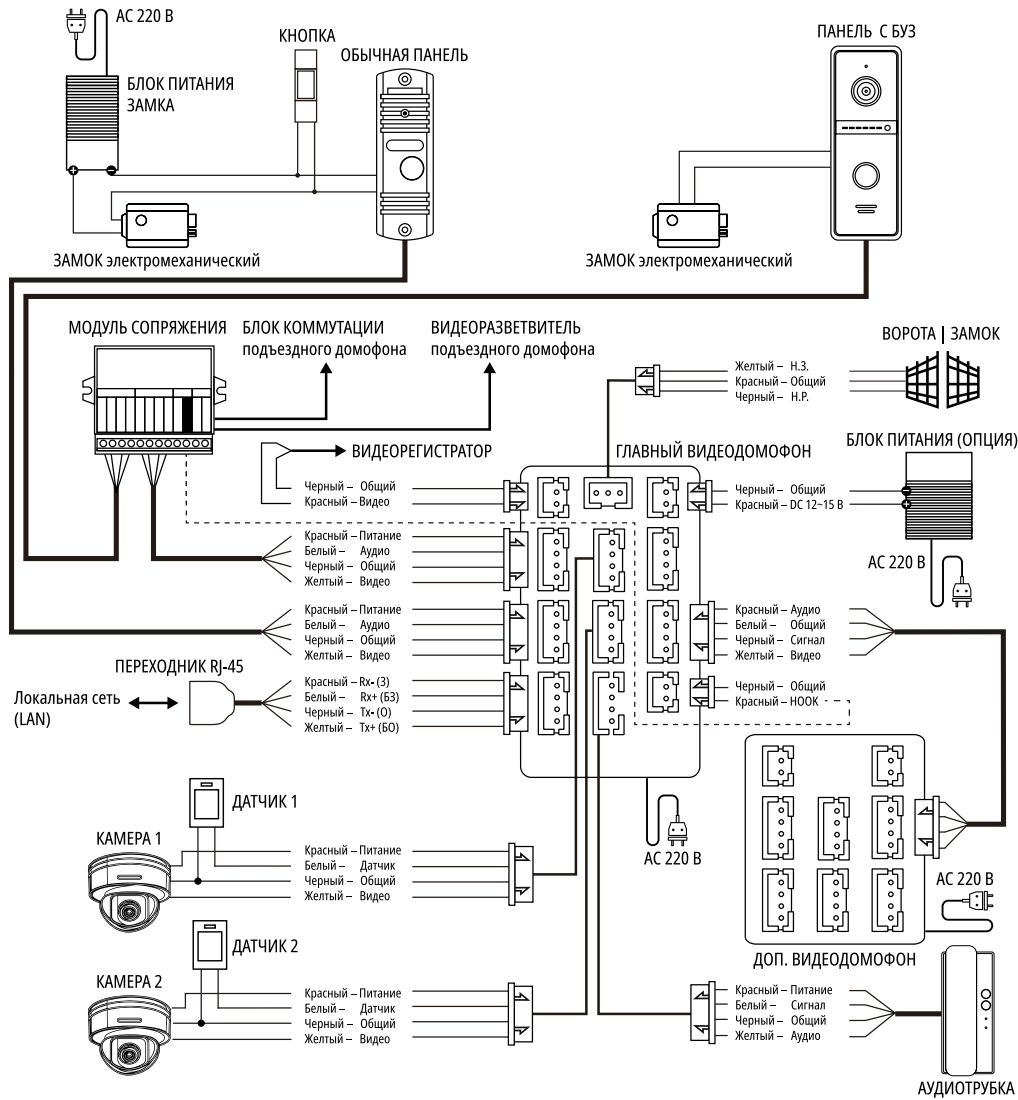 AC 220 В
БЛОК ПИТАНИЯ
ЗАМКА
КНОПКА
ОБЫЧНАЯ ПАНЕЛЬ
ПАНЕЛЬ С БУЗ
ЗАМОК электромеханический
ЗАМОК электромеханический
МОДУЛЬ СОПРЯЖЕНИЯ
БЛОК КОММУТАЦИИ
подъездного домофона
ВИДЕОРАЗВЕТВИТЕЛЬ
подъездного домофона
ВОРОТА | ЗАМОК
Желтый – Н.З.
Красный – Общий
Черный – Н.Р.
ВИДЕОРЕГИСТРАТОР
ГЛАВНЫЙ ВИДЕОДОМОФОН
БЛОК ПИТАНИЯ (ОПЦИЯ)
Черный – Общий
Красный – Видео
Черный – Общий
Красный – DC 12~15 В
AC 220 В
Красный – Питание
Белый – Аудио
Черный – Общий
Желтый – Видео
Красный – Питание
Белый – Аудио
Черный – Общий
Желтый – Видео
Красный – Аудио
Белый – Общий
Черный – Сигнал
Желтый – Видео
ПЕРЕХОДНИК RJ-45
Локальная сеть
(LAN)
Красный – Rx- (З)
Белый – Rx+ (БЗ)
Черный – Tx- (О)
Желтый – Tx+ (БО)
Черный – Общий
Красный – HOOK
ДАТЧИК 1
КАМЕРА 1
Красный – Питание
Белый – Датчик
Черный – Общий
Желтый – Видео
AC 220 В
AC 220 В
ДОП. ВИДЕОДОМОФОН
ДАТЧИК 2
КАМЕРА 2
Красный – Питание
Белый – Датчик
Черный – Общий
Желтый – Видео
Красный – Питание
Белый – Сигнал
Черный – Общий
Желтый – Аудио
АУДИОТРУБКА